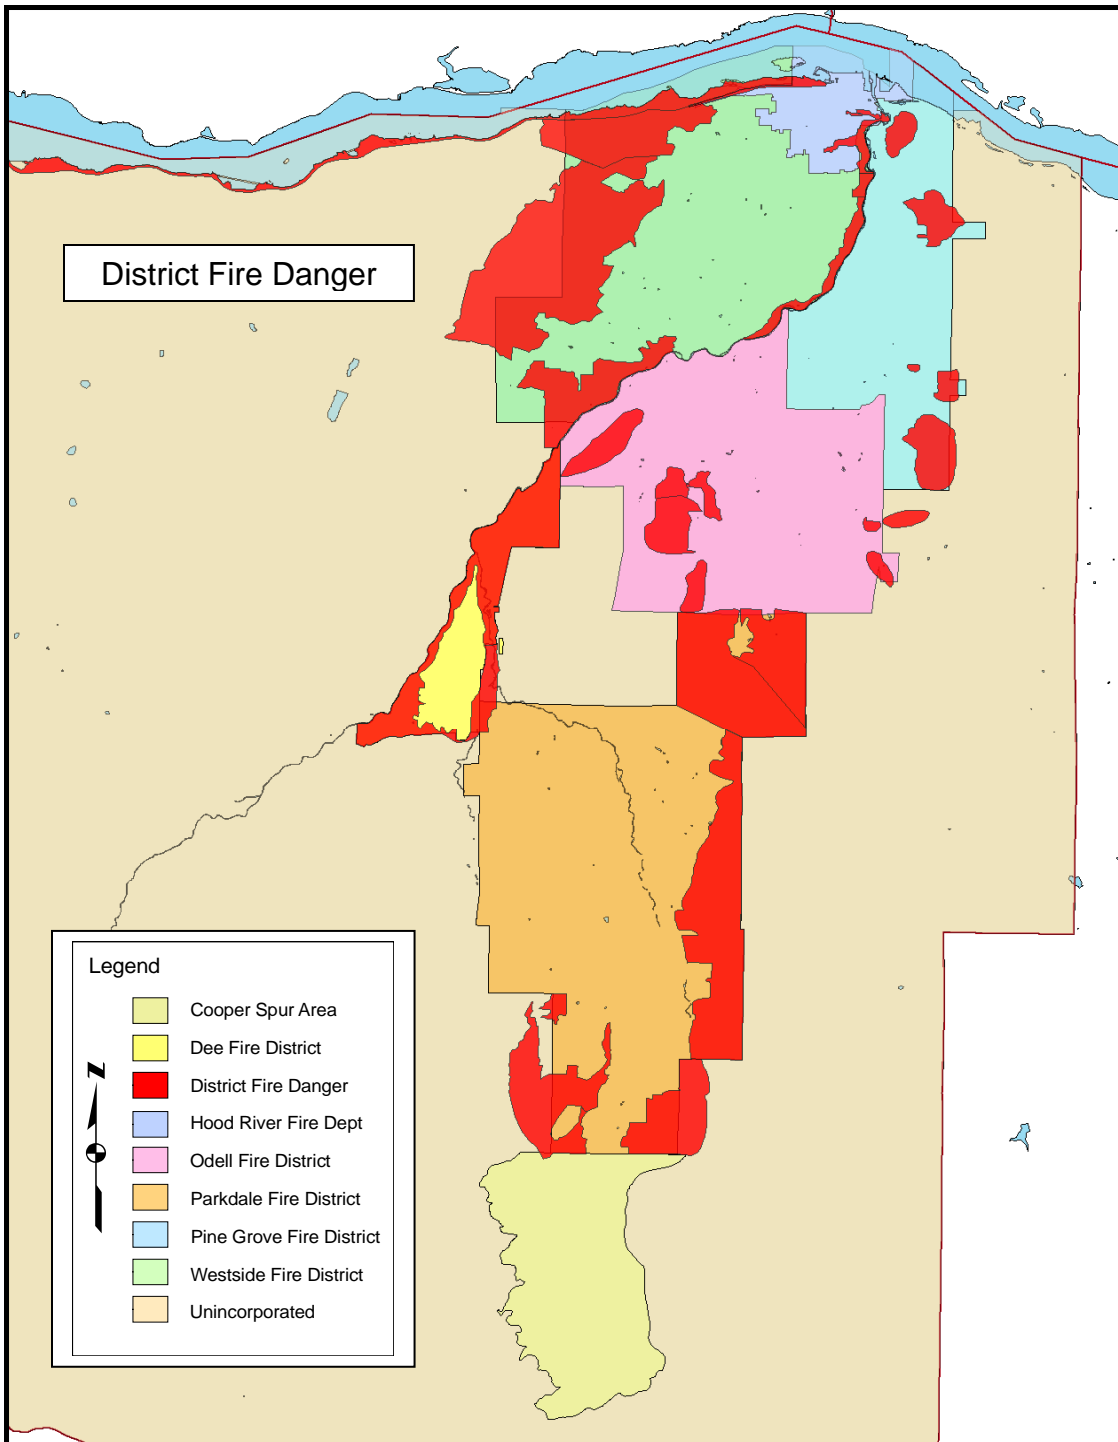 District Fire Danger
Legend
Cooper Spur Area
Dee Fire District
District Fire Danger
Hood River Fire Dept
Odell Fire District
Parkdale Fire District
Pine Grove Fire District
Westside Fire District
Unincorporated
N